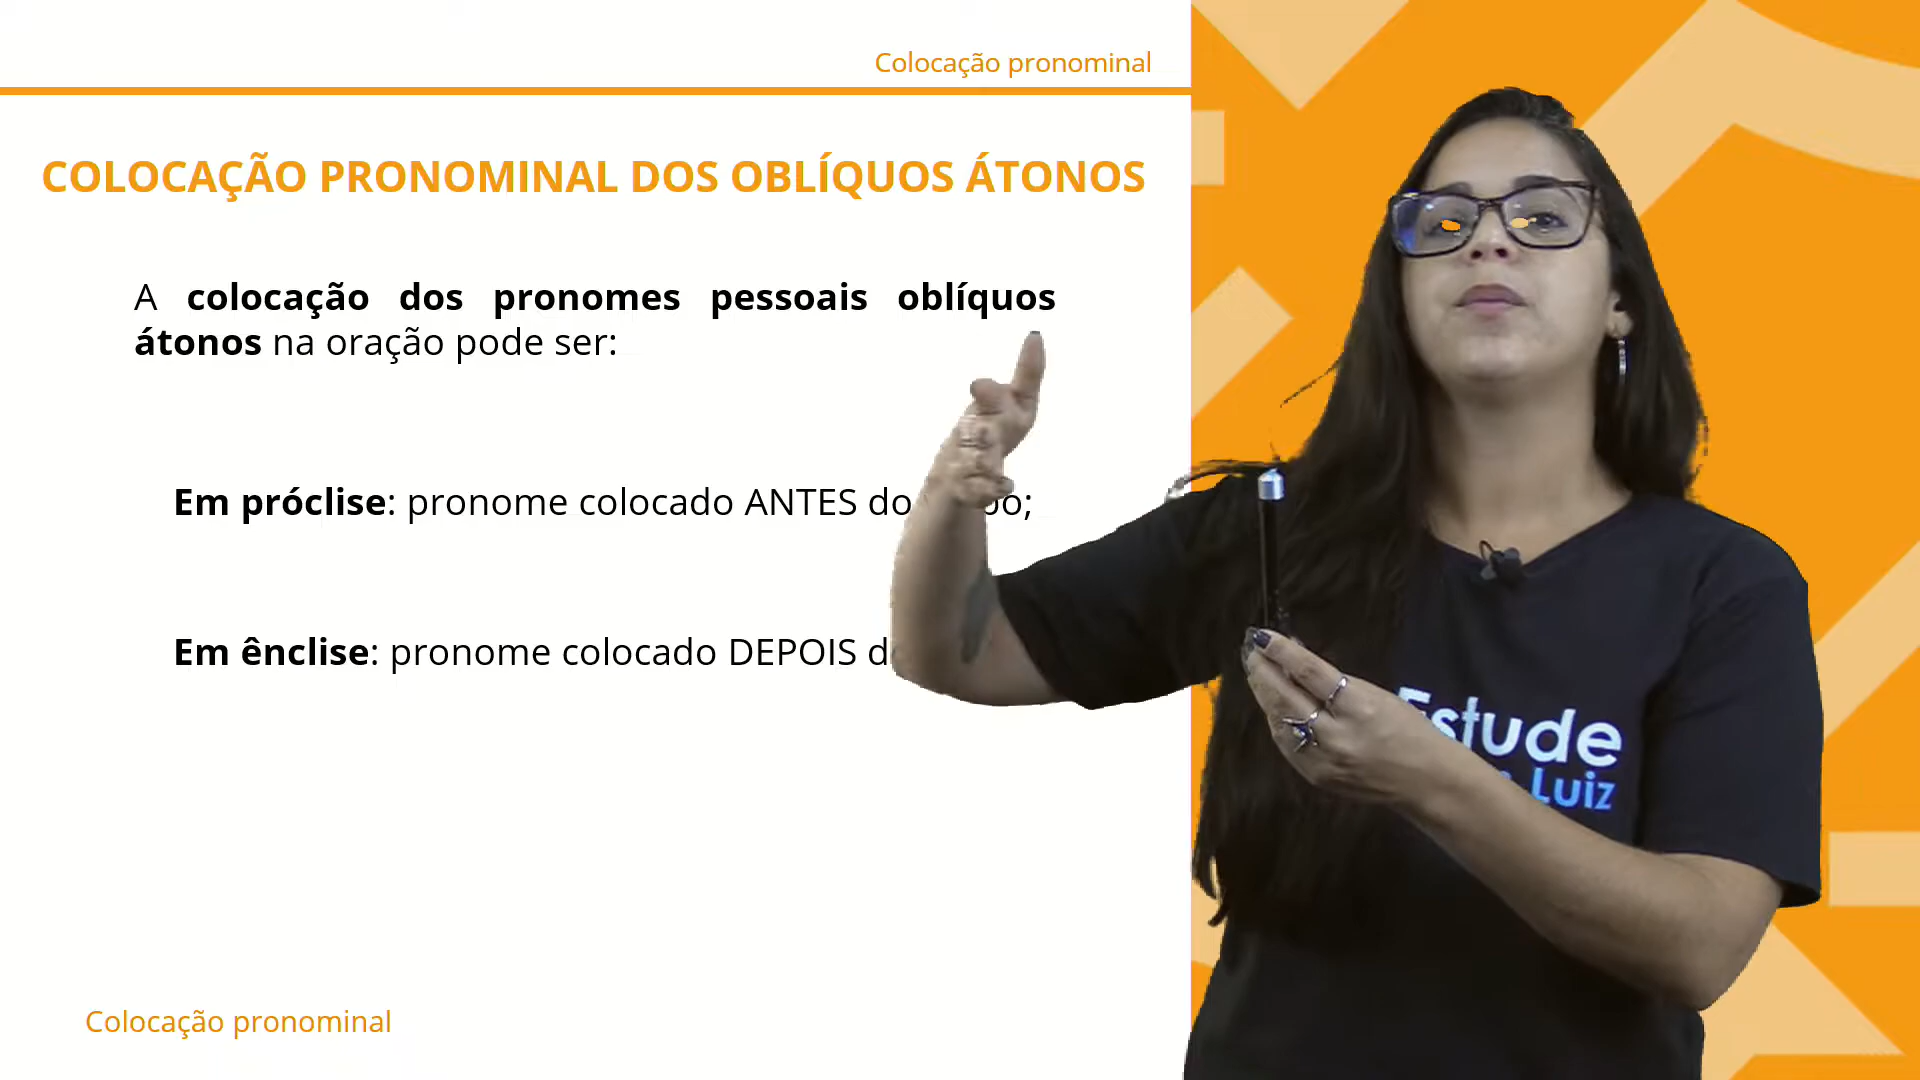 Colocação pronominal
COLOCAÇÃO PRONOMINAL DOS OBLÍQUOS ÁTONOS
A colocação dos pronomes pessoais oblíquos
átonos na oração pode ser:
Em próclise: pronome colocado ANTES do
Em ênclise: pronome colocado DEPOIS
Estude
Luiz
Colocação pronominal